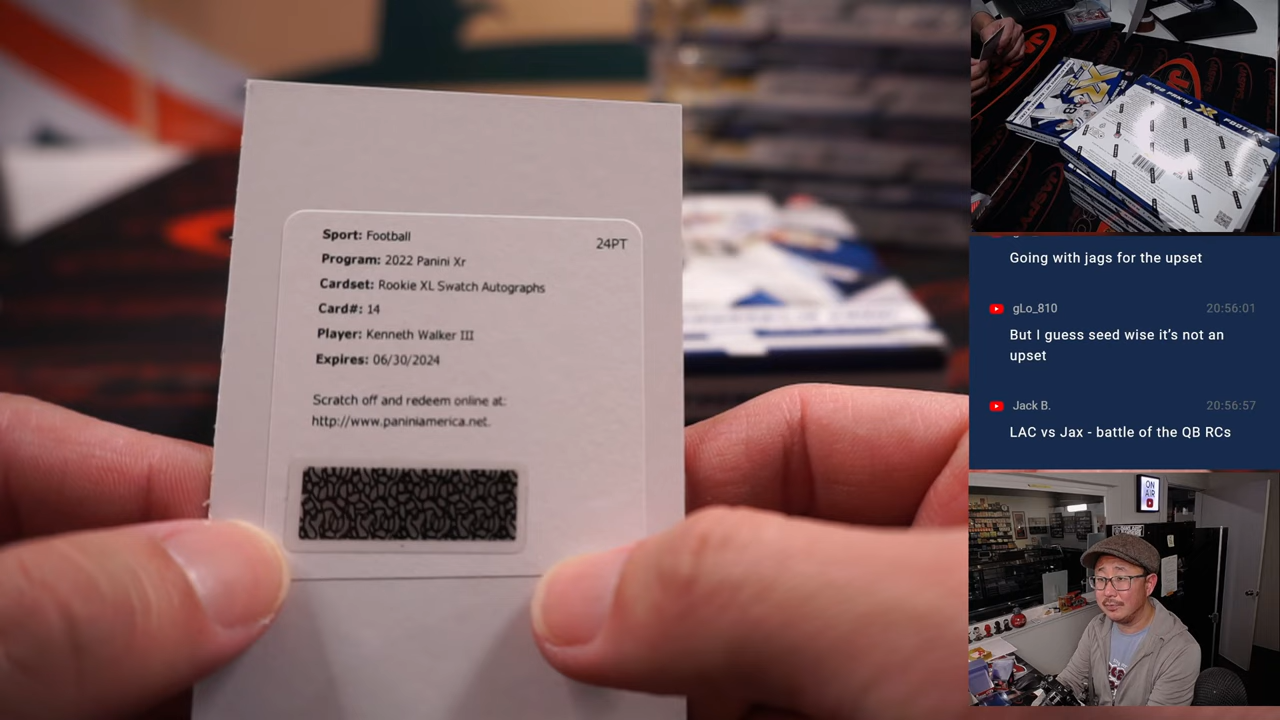 Sport: Football
24PT
Program: 2022 Panini Xr
Cardset: Rookie XL Swatch Autographs
Card#: 14
Player: Kenneth Walker III
Expires: 06/30/2024
Scratch off and redeem online at:
http://www.paniniamerica.net.
Going with jags for the upset
gLo_810
20:56:01
But I guess seed wise it's not an
upset
Jack B.
20:56:57
LAC vs Jax - battle of the QB RCs
ON
AIR